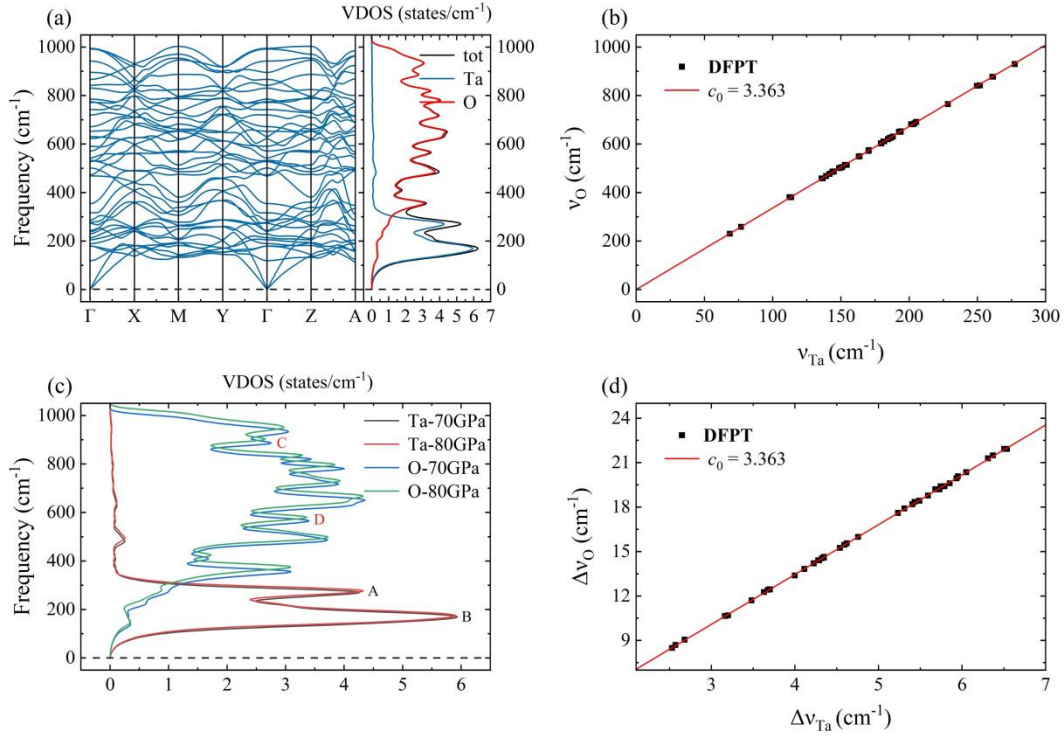 (a)
VDOS (states/cm⁻¹)
1000
800
600
400
200
0
Frequency (cm⁻¹)
Γ X M Y Γ Z A
tot
Ta
O
0 1 2 3 4 5 6 7
1000
800
600
400
200
0
(b)
1000
800
600
400
200
0
ν_O (cm⁻¹)
DFPT
c₀ = 3.363
0 50 100 150 200 250 300
ν_Ta (cm⁻¹)
(c)
VDOS (states/cm⁻¹)
1000
800
600
400
200
0
Frequency (cm⁻¹)
Ta-70GPa
Ta-80GPa
O-70GPa
O-80GPa
C
D
A
B
0 1 2 3 4 5 6
(d)
24
21
18
15
12
9
Δν_O (cm⁻¹)
DFPT
c₀ = 3.363
3 4 5 6 7
Δν_Ta (cm⁻¹)